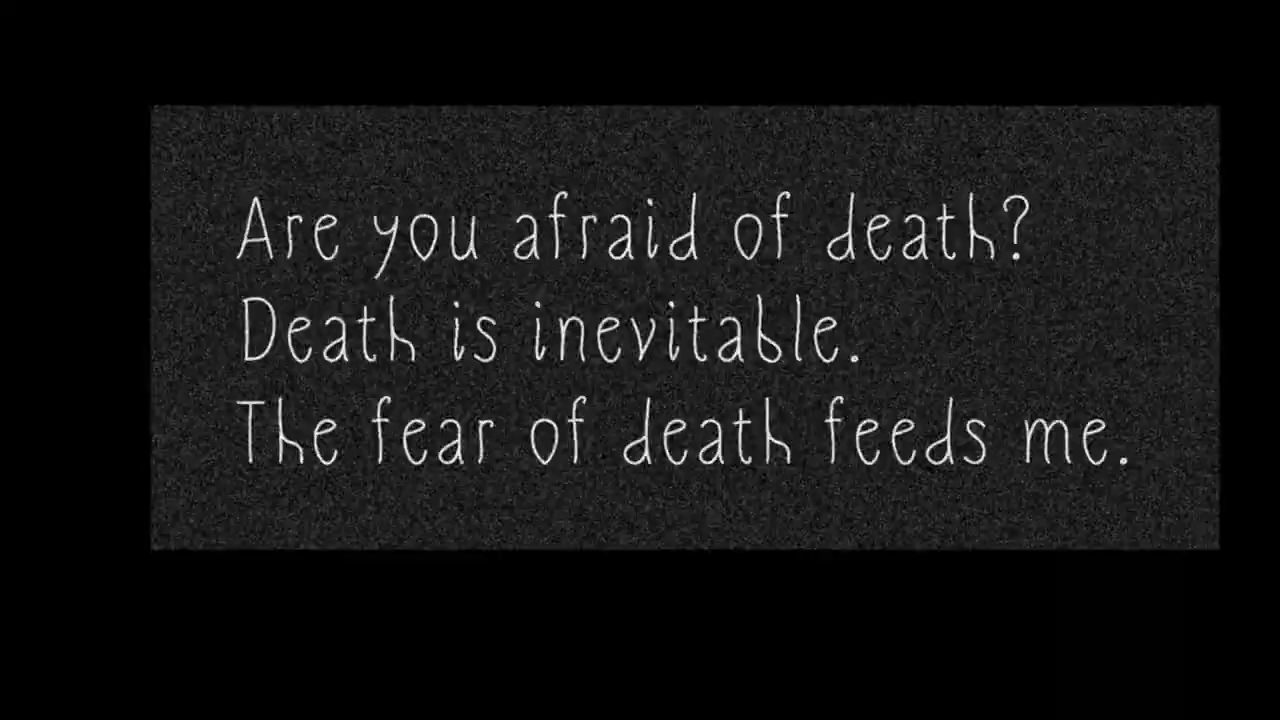 Are you afraid of death?
Death is inevitable.
The fear of death feeds me.